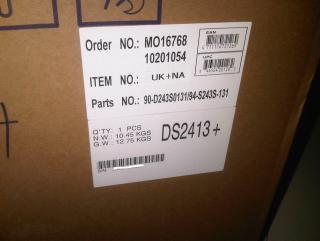 Order NO.: MO16768
10201054
EAN
UPC
ITEM NO.: UK+NA
Parts NO.: 90-D243S0131/94-S243S-131
Q'TY: 1 PCS
N.W.: 10.45 KGS
G.W.: 12.75 KGS
DS2413+
S/N